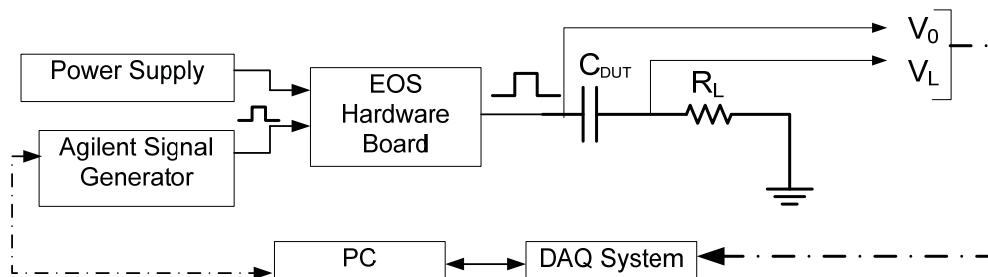 Power Supply
Agilent Signal
Generator
EOS
Hardware
Board
C_DUT
R_L
V_0
V_L
PC
DAQ System